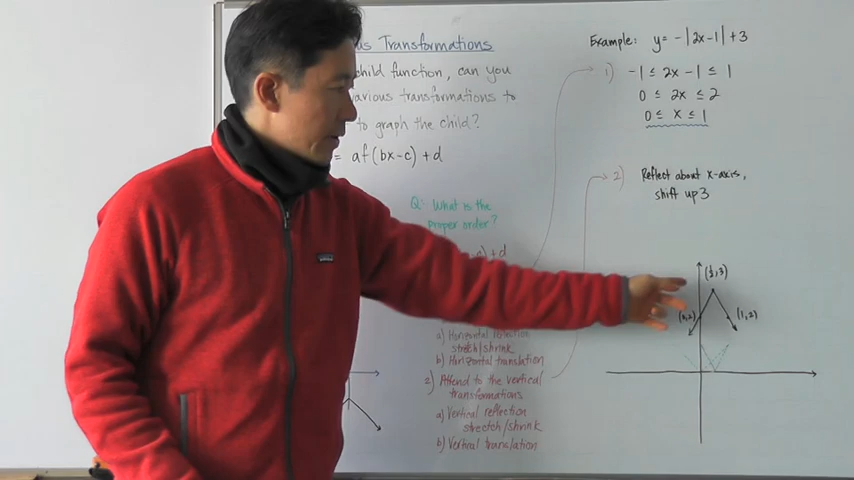 Transformations
child function, can you
various transformations to
to graph the child?
= af(bx-c) + d
Q: What is the
proper order?
-c) + d
a) Horizontal reflection
stretch/shrink
b) Horizontal translation
2) Attend to the vertical
transformations
a) Vertical reflection
stretch/shrink
b) Vertical translation
Example: y = -|2x-1| + 3
1) -1 ≤ 2x - 1 ≤ 1
0 ≤ 2x ≤ 2
0 ≤ x ≤ 1
2) Reflect about x-axis,
shift up 3
(½, 3)
(0, 2)
(1, 2)
patagonia